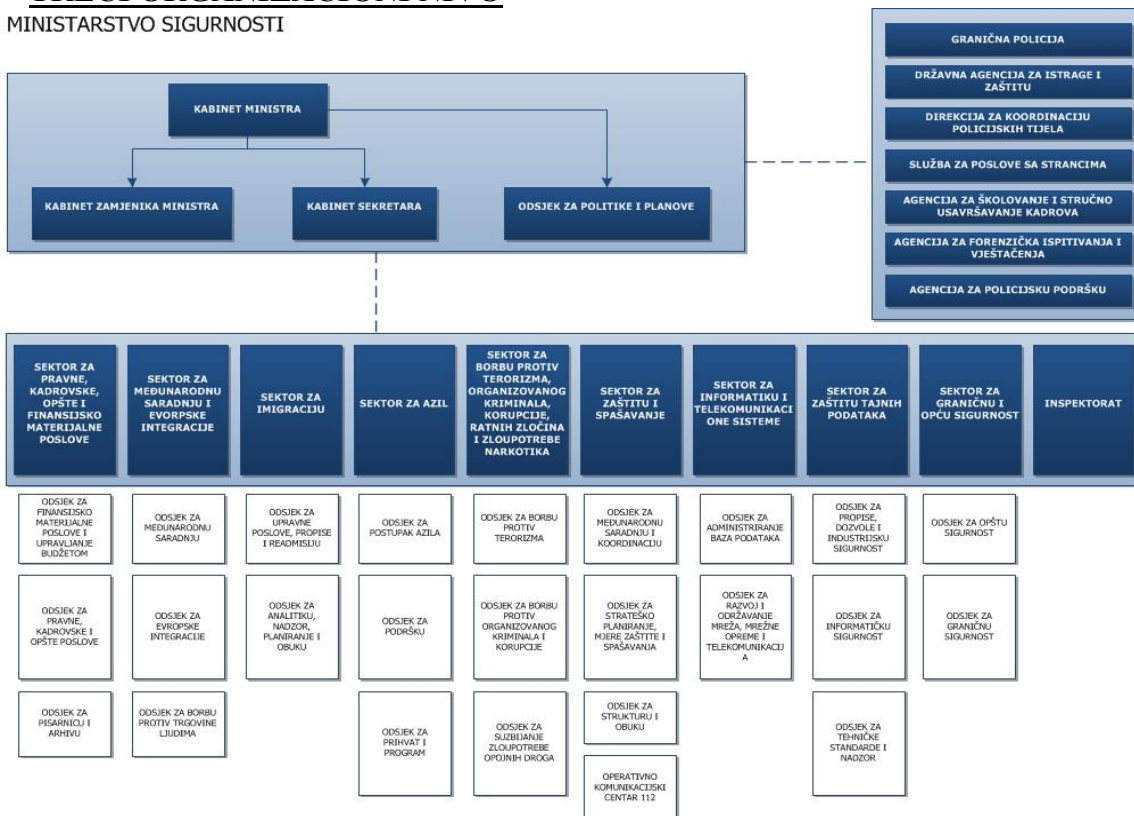 MINISTARSTVO SIGURNOSTI
KABINET MINISTRA
KABINET ZAMJENIKA MINISTRA
KABINET SEKRETARA
ODSJEK ZA POLITIKE I PLANOVE
GRANIČNA POLICIJA
DRŽAVNA AGENCIJA ZA ISTRAGE I
ZAŠTITU
DIREKCIJA ZA KOORDINACIJU
POLICIJSKIH TIJELA
SLUŽBA ZA POSLOVE SA STRANCIMA
AGENCIJA ZA ŠKOLOVANJE I STRUČNO
USAVRŠAVANJE KADROVA
AGENCIJA ZA FORENZIČKA ISPITIVANJA I
VJEŠTAČENJA
AGENCIJA ZA POLICIJSKU PODRŠKU
SEKTOR ZA
PRAVNE,
KADROVSKE,
OPŠTE I
FINANSIJSKO
MATERIJALNE
POSLOVE
SEKTOR ZA
MEĐUNARODNU
SARADNJU I
EVORPSKE
INTEGRACIJE
SEKTOR ZA
IMIGRACIJU
SEKTOR ZA AZIL
SEKTOR ZA
BORBU PROTIV
TERORIZMA,
ORGANIZOVANOG
KRIMINALA,
KORUPCIJE,
RATNIH ZLOČINA
I ZLOUPOTREBE
NARKOTIKA
SEKTOR ZA
ZAŠTITU I
SPAŠAVANJE
SEKTOR ZA
INFORMATIKU I
TELEKOMUNIKACI
ONE SISTEME
SEKTOR ZA
ZAŠTITU TAJNIH
PODATAKA
SEKTOR ZA
GRANIČNU I
OPĆU SIGURNOST
INSPEKTORAT
ODSJEK ZA
FINANSIJSKO
MATERIJALNE
POSLOVE I
UPRAVLJANJE
BUDŽETOM
ODSJEK ZA
MEĐUNARODNU
SARADNJU
ODSJEK ZA
UPRAVNE
POSLOVE, PROPISE
I READMISIJU
ODSJEK ZA
POSTUPAK AZILA
ODSJEK ZA BORBU
PROTIV
TERORIZMA
ODSJEK ZA
MEĐUNARODNU
SARADNJU I
KOORDINACIJU
ODSJEK ZA
ADMINISTRIRANJE
BAZA PODATAKA
ODSJEK ZA
PROPISE,
DOZVOLE I
INDUSTRIJSKU
SIGURNOST
ODSJEK ZA OPŠTU
SIGURNOST
ODSJEK ZA
PRAVNE,
KADROVSKE I
OPŠTE POSLOVE
ODSJEK ZA
EVROPSKE
INTEGRACIJE
ODSJEK ZA
ANALITIKU,
NADZOR,
PLANIRANJE I
OBUKU
ODSJEK ZA
PODRŠKU
ODSJEK ZA BORBU
PROTIV
ORGANIZOVANOG
KRIMINALA I
KORUPCIJE
ODSJEK ZA
STRATEŠKO
PLANIRANJE,
MJERE ZAŠTITE I
SPAŠAVANJA
ODSJEK ZA
RAZVOJ I
ODRŽAVANJE
MREŽA, MREŽNE
OPREME I
TELEKOMUNIKACIJ
A
ODSJEK ZA
INFORMATIČKU
SIGURNOST
ODSJEK ZA
GRANIČNU
SIGURNOST
ODSJEK ZA
PISARNICU I
ARHIVU
ODSJEK ZA BORBU
PROTIV TRGOVINE
LJUDIMA
ODSJEK ZA
PRIHVAT I
PROGRAM
ODSJEK ZA
SUZBIJANJE
ZLOUPOTREBE
OPOJNIH DROGA
ODSJEK ZA
STRUKTURU I
OBUKU
OPERATIVNO
KOMUNIKACIJSKI
CENTAR 112
ODSJEK ZA
TEHNIČKE
STANDARDE I
NADZOR